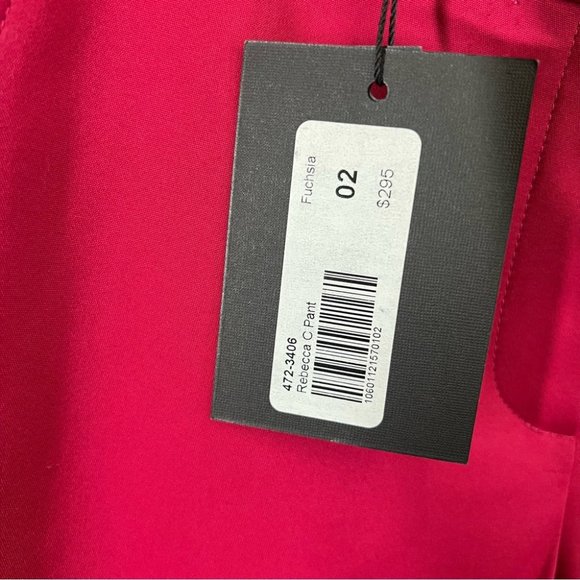 472-3406
Rebecca C Pant
10601121570102
Fuchsia
02
$295